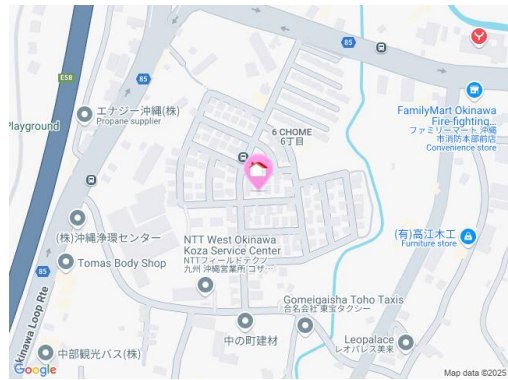 85
85
E58
Playground
エナジー沖縄(株)
Propane supplier
6 CHOME
6丁目
FamilyMart Okinawa
Fire-fighting...
ファミリーマート 沖縄
市消防本部前店
Convenience store
(株)沖縄浄環センター
NTT West Okinawa
Koza Service Center
NTTフィールドテクノ
九州 沖縄営業所 コザ…
(有)高江木工
Furniture store
Tomas Body Shop
85
Okinawa Loop Rte
Gomeigaisha Toho Taxis
合名会社 東宝タクシー
中の町建材
Leopalace
レオパレス美来
中部観光バス(株)
Google
Map data ©2025